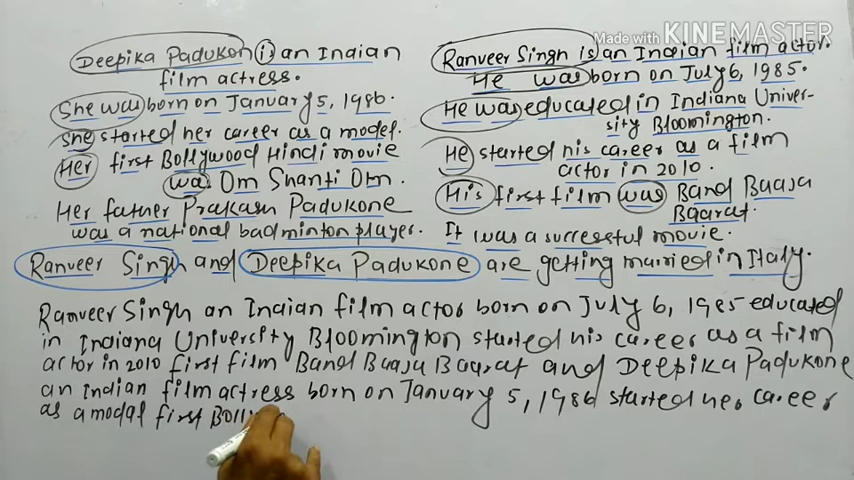 Made with KINEMASTER
Deepika Padukon is an Indian
film actress.
She was born on January 5, 1986.
she started her career as a model.
Her first Bollywood Hindi movie
was Om Shanti Om.
Her father Prakash Padukone
was a national badminton player.
Ranveer Singh is an Indian film actor.
He was born on July 6, 1985.
He was educated in Indiana Univer-
sity Bloomington.
He started his career as a film
actor in 2010.
His first film was Band Baaja
Baarat.
It was a successful movie.
Ranveer Singh and Deepika Padukone are getting married in Italy.
Ranveer Singh an Indian film actor born on July 6, 1985 educated
in Indiana University Bloomington started his career as a film
actor in 2010 first film Band Baaja Baarat and Deepika Padukone
an Indian film actress born on January 5, 1986 started her career
as a modal first Bolly